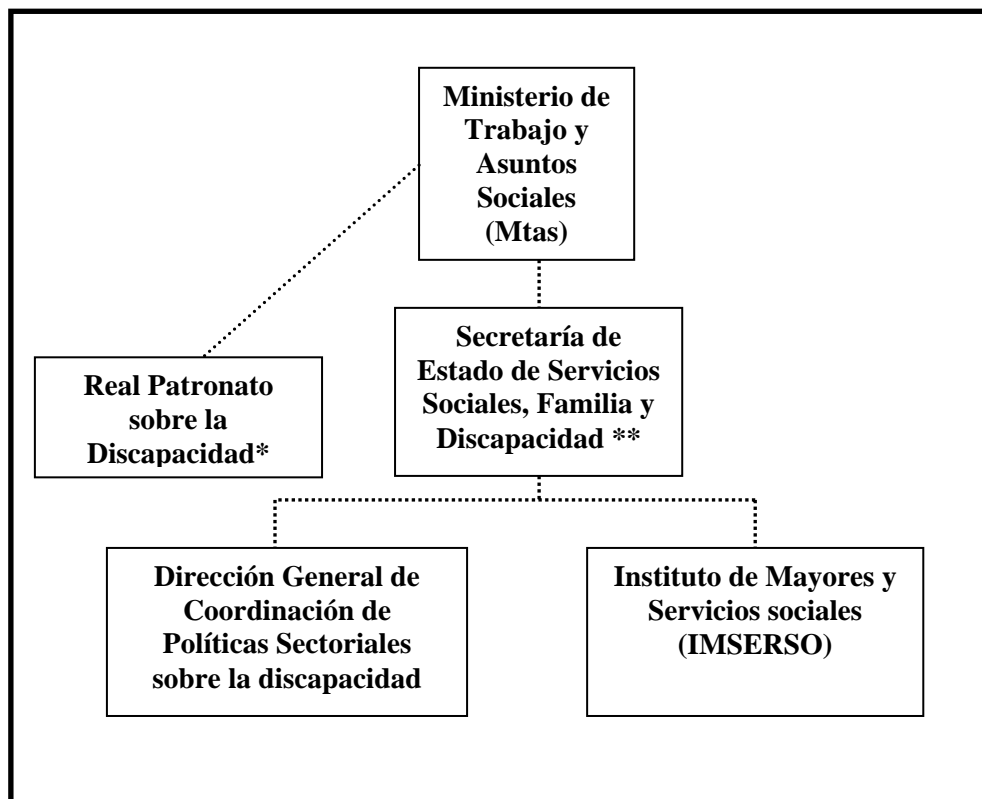 Ministerio de
Trabajo y
Asuntos
Sociales
(Mtas)
Secretaría de
Estado de Servicios
Sociales, Familia y
Discapacidad **
Real Patronato
sobre la
Discapacidad*
Dirección General de
Coordinación de
Políticas Sectoriales
sobre la discapacidad
Instituto de Mayores y
Servicios sociales
(IMSERSO)